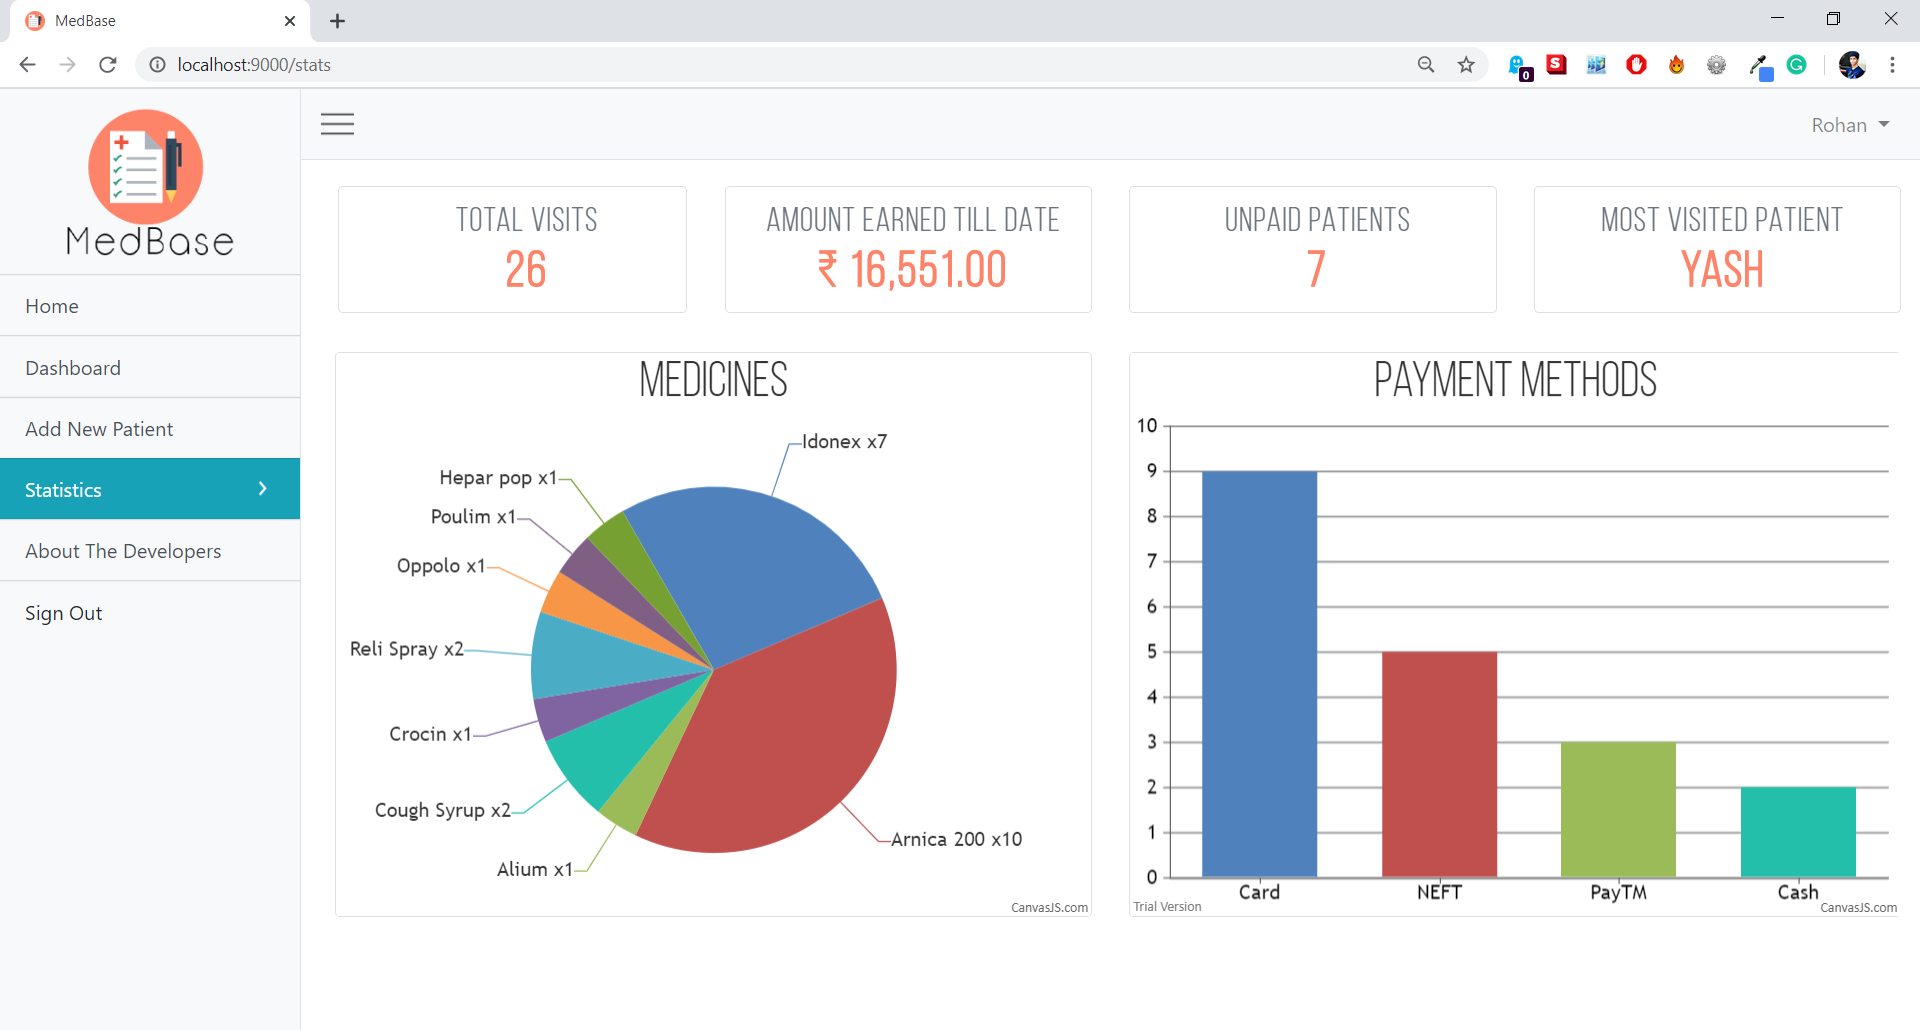 MedBase
localhost:9000/stats
0
S
G
MedBase
Rohan
Home
Dashboard
Add New Patient
Statistics
About The Developers
Sign Out
TOTAL VISITS
26
AMOUNT EARNED TILL DATE
₹ 16,551.00
UNPAID PATIENTS
7
MOST VISITED PATIENT
YASH
MEDICINES
Idonex x7
Hepar pop x1
Poulim x1
Oppolo x1
Reli Spray x2
Crocin x1
Cough Syrup x2
Alium x1
Arnica 200 x10
CanvasJS.com
PAYMENT METHODS
10
9
8
7
6
5
4
3
2
1
0
Card NEFT PayTM Cash
Trial Version
CanvasJS.com